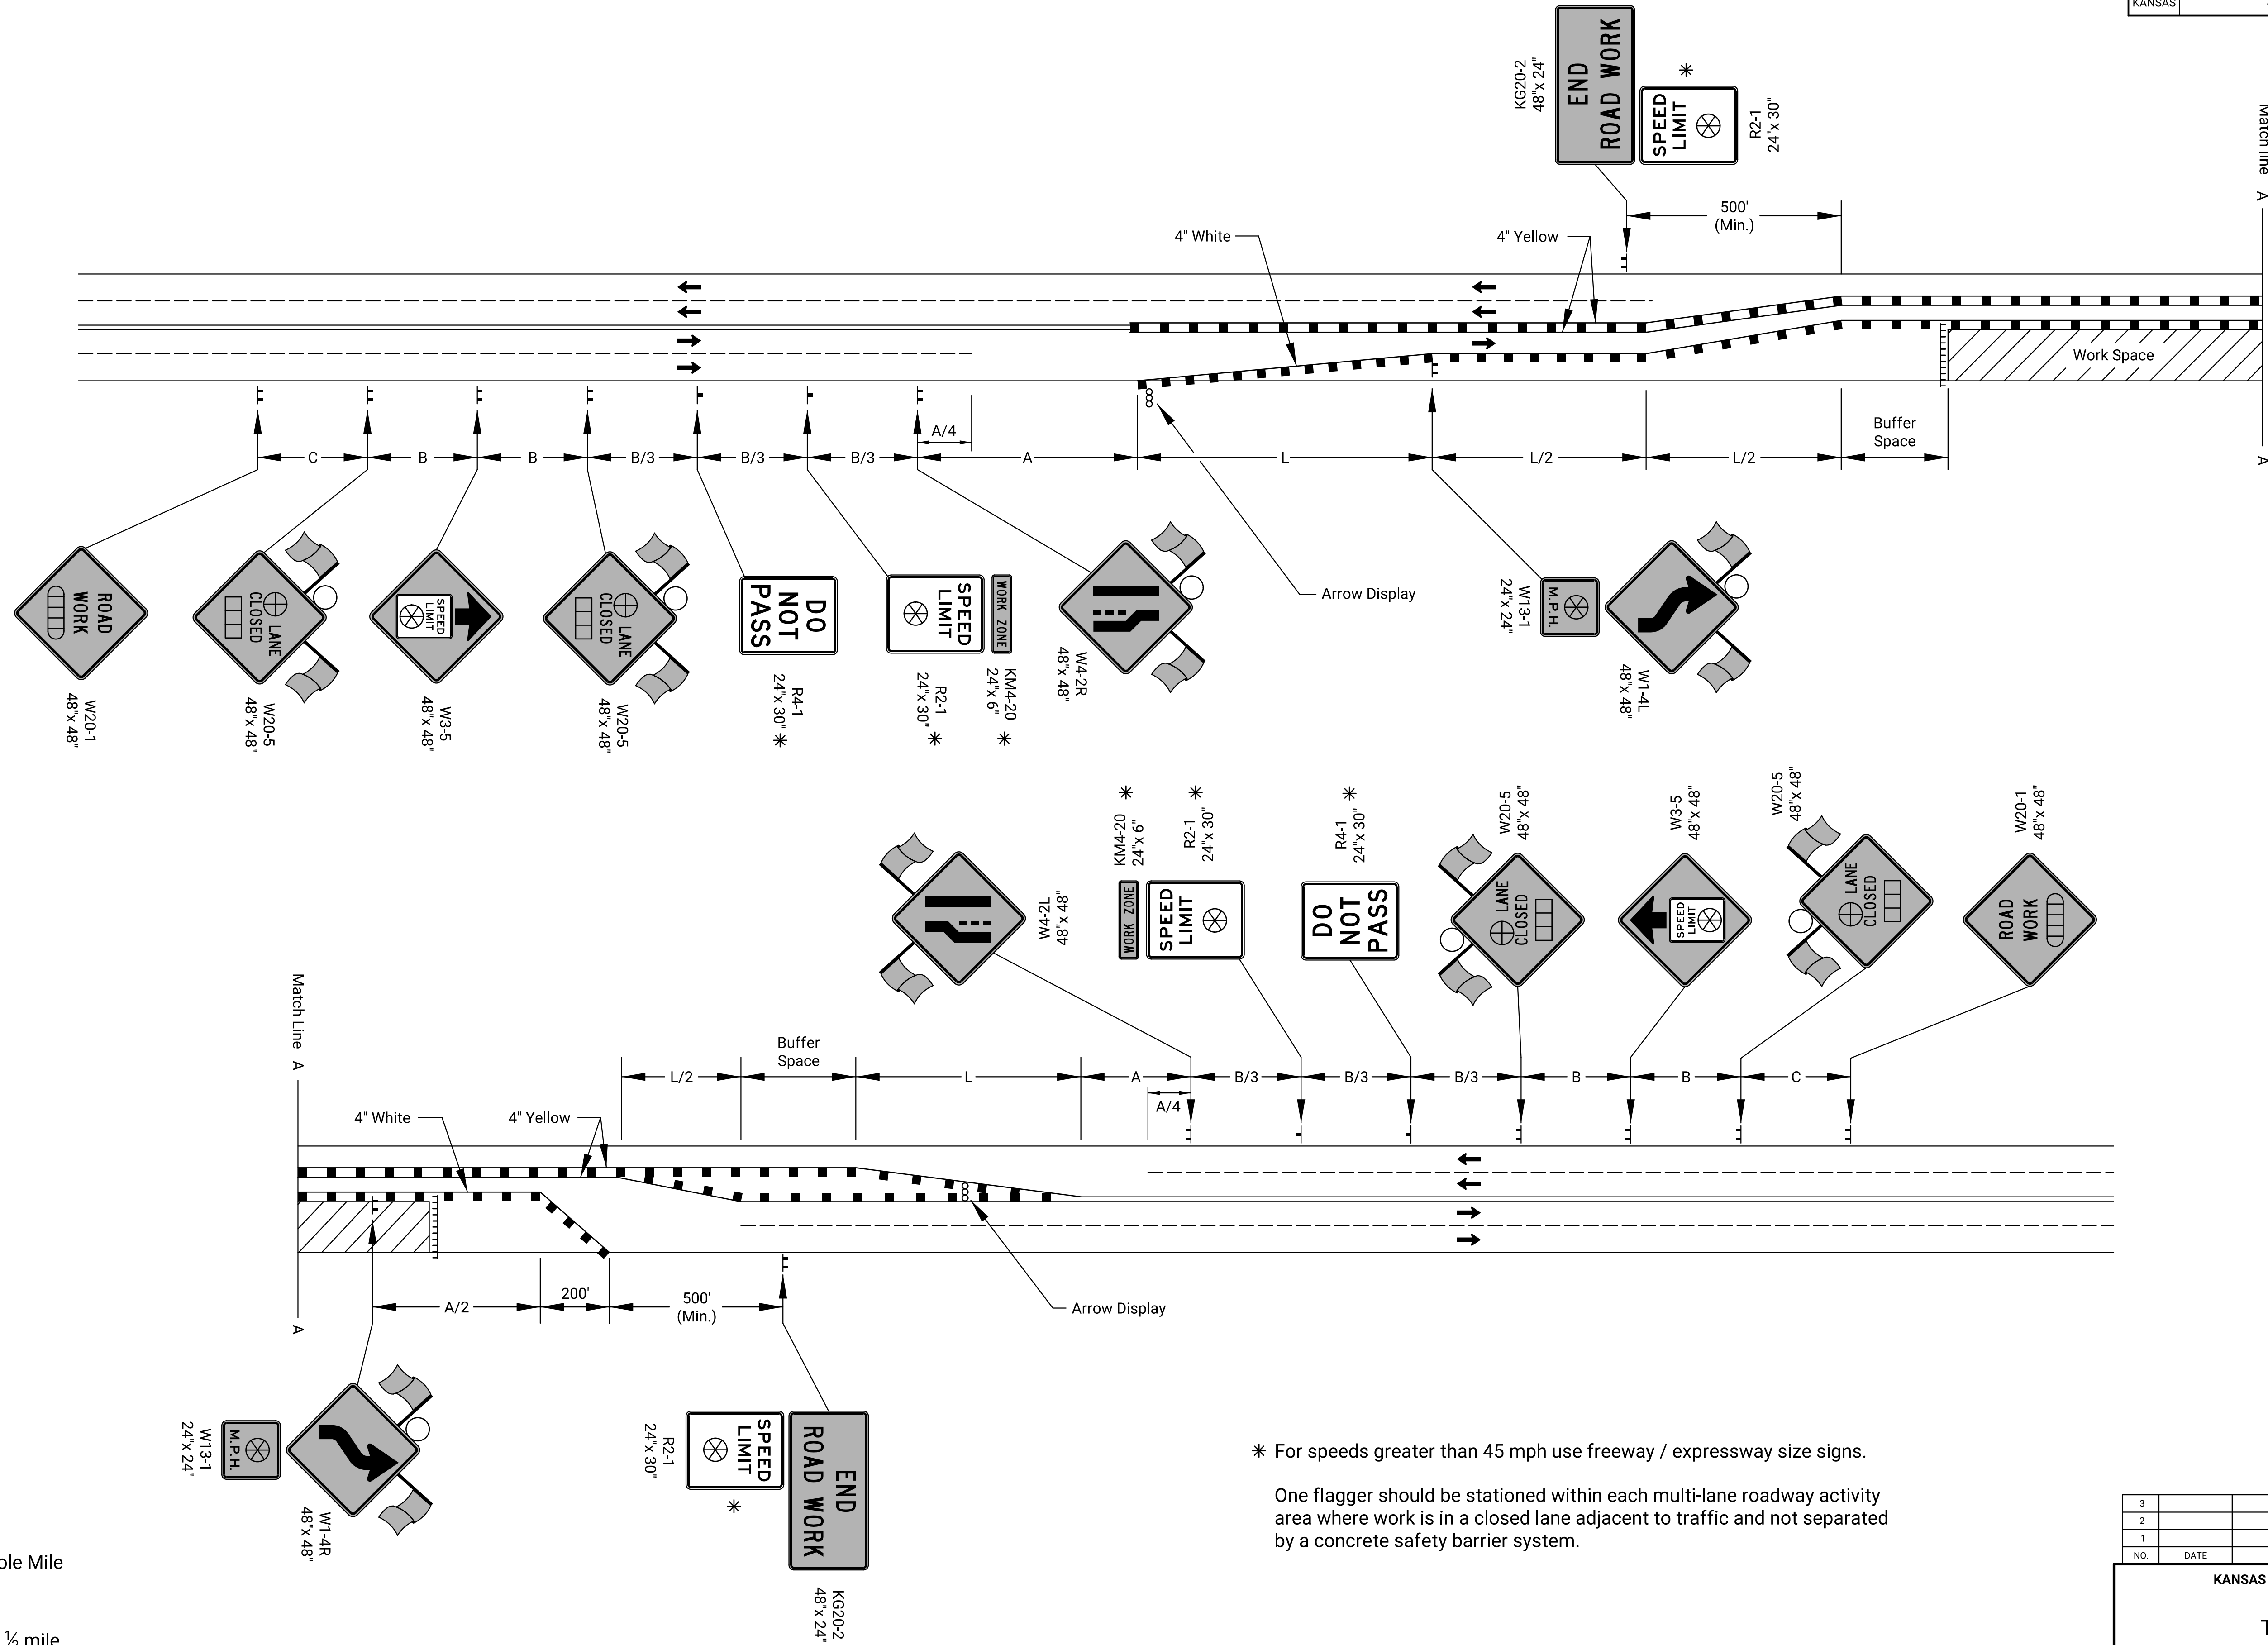 KANSAS
KG20-2
48"x 24"
END
ROAD WORK
SPEED
LIMIT
R2-1
24"x 30"
*
Match line A
A
500'
(Min.)
4" White
4" Yellow
Work Space
A/4
C
B
B
B/3
B/3
B/3
A
L
L/2
L/2
Buffer
Space
Arrow Display
ROAD
WORK
W20-1
48"x 48"
LANE
CLOSED
W20-5
48"x 48"
SPEED
LIMIT
W3-5
48"x 48"
LANE
CLOSED
W20-5
48"x 48"
DO
NOT
PASS
R4-1
24"x 30" *
SPEED
LIMIT
R2-1
24"x 30" *
WORK ZONE
KM4-20
24"x 6" *
W4-2R
48"x 48"
M.P.H.
W13-1
24"x 24"
W1-4L
48"x 48"
W4-2L
48"x 48"
KM4-20 *
24"x 6"
WORK ZONE
R2-1 *
24"x 30"
SPEED
LIMIT
R4-1 *
24"x 30"
DO
NOT
PASS
W20-5
48"x 48"
LANE
CLOSED
W3-5
48"x 48"
SPEED
LIMIT
W20-5
48"x 48"
LANE
CLOSED
W20-1
48"x 48"
ROAD
WORK
Match Line A
A
L/2
Buffer
Space
L
A
B/3
B/3
B/3
B
B
C
A/4
4" White
4" Yellow
A/2
200'
500'
(Min.)
Arrow Display
W13-1
24"x 24"
M.P.H.
W1-4R
48"x 48"
R2-1
24"x 30"
SPEED
LIMIT
*
END
ROAD WORK
KG20-2
48"x 24"
* For speeds greater than 45 mph use freeway / expressway size signs.
One flagger should be stationed within each multi-lane roadway activity
area where work is in a closed lane adjacent to traffic and not separated
by a concrete safety barrier system.
ole Mile
½ mile
3
2
1
NO. DATE
KANSAS
T